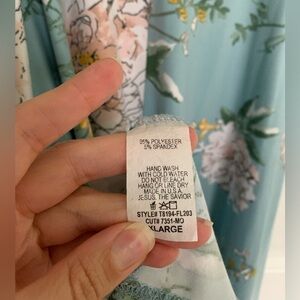 95% POLYESTER
5% SPANDEX
HAND WASH
WITH COLD WATER
DO NOT BLEACH
HANG OR LINE DRY
MADE IN U.S.A.
JESUS, THE SAVIOR
STYLE# T8194-FL203
CUT# 7351-MO
XLARGE